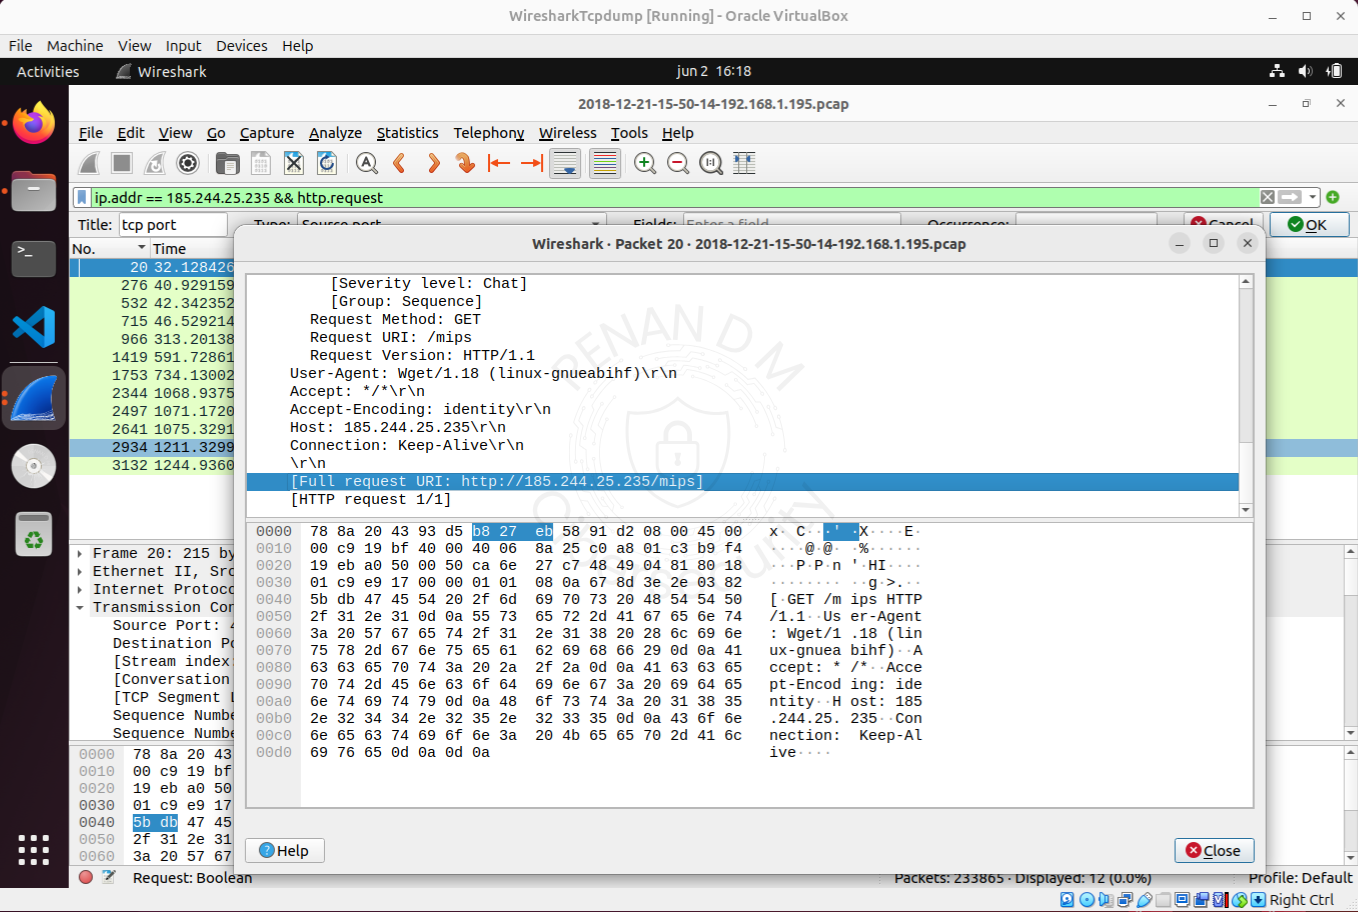 WiresharkTcpdump [Running] - Oracle VirtualBox
File Machine View Input Devices Help
Activities Wireshark jun 2 16:18
2018-12-21-15-50-14-192.168.1.195.pcap
File Edit View Go Capture Analyze Statistics Telephony Wireless Tools Help
ip.addr == 185.244.25.235 && http.request
Title: tcp port Type: Source port Fields: Enter a field Occurrence: Cancel OK
No. Time
Wireshark · Packet 20 · 2018-12-21-15-50-14-192.168.1.195.pcap
20 32.128426
276 40.929159
532 42.342352
715 46.529214
966 313.20138
1419 591.72861
1753 734.13002
2344 1068.9375
2497 1071.1720
2641 1075.3291
2934 1211.3299
3132 1244.9360
[Severity level: Chat]
[Group: Sequence]
Request Method: GET
Request URI: /mips
Request Version: HTTP/1.1
User-Agent: Wget/1.18 (linux-gnueabihf)\r\n
Accept: */*\r\n
Accept-Encoding: identity\r\n
Host: 185.244.25.235\r\n
Connection: Keep-Alive\r\n
\r\n
[Full request URI: http://185.244.25.235/mips]
[HTTP request 1/1]
RENAN D M
0000 78 8a 20 43 93 d5 b8 27 eb 58 91 d2 08 00 45 00 x· C···' ·X····E·
0010 00 c9 19 bf 40 00 40 06 8a 25 c0 a8 01 c3 b9 f4 ····@·@· ·%······
0020 19 eb a0 50 00 50 ca 6e 27 c7 48 49 04 81 80 18 ···P·P·n '·HI····
0030 01 c9 e9 17 00 00 01 01 08 0a 67 8d 3e 2e 03 82 ········ ··g·>.··
0040 5b db 47 45 54 20 2f 6d 69 70 73 20 48 54 54 50 [·GET /m ips HTTP
0050 2f 31 2e 31 0d 0a 55 73 65 72 2d 41 67 65 6e 74 /1.1··Us er-Agent
0060 3a 20 57 67 65 74 2f 31 2e 31 38 20 28 6c 69 6e : Wget/1 .18 (lin
0070 75 78 2d 67 6e 75 65 61 62 69 68 66 29 0d 0a 41 ux-gnuea bihf)··A
0080 63 63 65 70 74 3a 20 2a 2f 2a 0d 0a 41 63 63 65 ccept: * /*··Acce
0090 70 74 2d 45 6e 63 6f 64 69 6e 67 3a 20 69 64 65 pt-Encod ing: ide
00a0 6e 74 69 74 79 0d 0a 48 6f 73 74 3a 20 31 38 35 ntity··H ost: 185
00b0 2e 32 34 34 2e 32 35 2e 32 33 35 0d 0a 43 6f 6e .244.25. 235··Con
00c0 6e 65 63 74 69 6f 6e 3a 20 4b 65 65 70 2d 41 6c nection: Keep-Al
00d0 69 76 65 0d 0a 0d 0a ive····
Frame 20: 215 by
Ethernet II, Src
Internet Protoco
Transmission Con
Source Port: 4
Destination Po
[Stream index:
[Conversation
[TCP Segment L
Sequence Numbe
Sequence Numbe
0000 78 8a 20 43
0010 00 c9 19 bf
0020 19 eb a0 50
0030 01 c9 e9 17
0040 5b db 47 45
0050 2f 31 2e 31
0060 3a 20 57 67
Help Close
Request: Boolean Packets: 233865 · Displayed: 12 (0.0%) Profile: Default
Right Ctrl